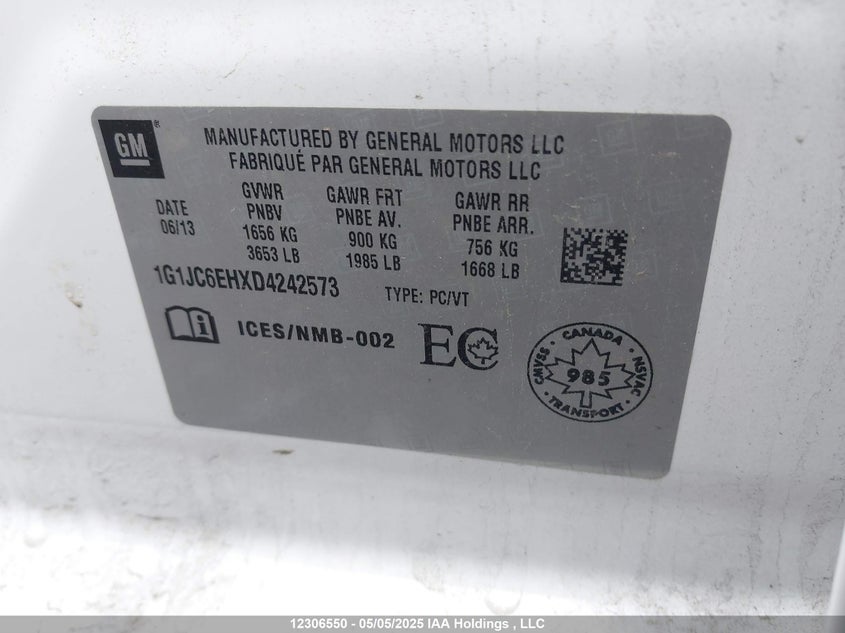 GM
®
MANUFACTURED BY GENERAL MOTORS LLC
FABRIQUÉ PAR GENERAL MOTORS LLC
DATE
06/13
GVWR
PNBV
1656 KG
3653 LB
GAWR FRT
PNBE AV.
900 KG
1985 LB
GAWR RR
PNBE ARR.
756 KG
1668 LB
1G1JC6EHXD4242573
TYPE: PC/VT
i
ICES/NMB-002
EC
CANADA
CMVSS
985
NSVAC
TRANSPORT
12306550 - 05/05/2025 IAA Holdings , LLC